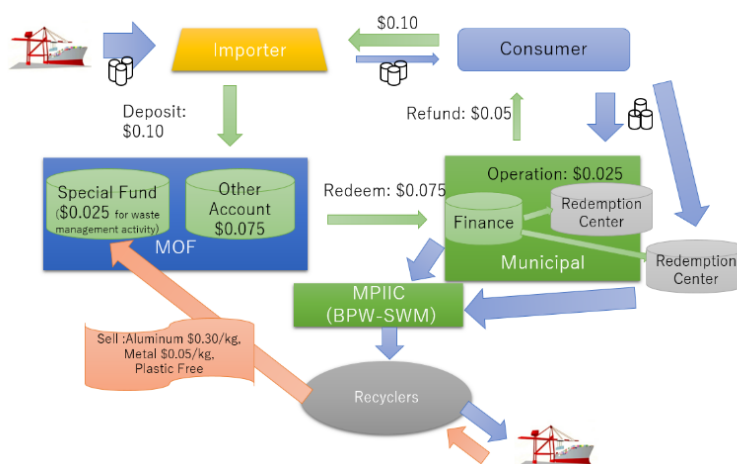 $0.10
Importer
Consumer
Deposit:
$0.10
Refund: $0.05
Special Fund
($0.025 for waste
management activity)
Other
Account
$0.075
MOF
Redeem: $0.075
Operation: $0.025
Finance
Redemption
Center
Municipal
Redemption
Center
MPIIC
(BPW-SWM)
Sell :Aluminum $0.30/kg,
Metal $0.05/kg,
Plastic Free
Recyclers